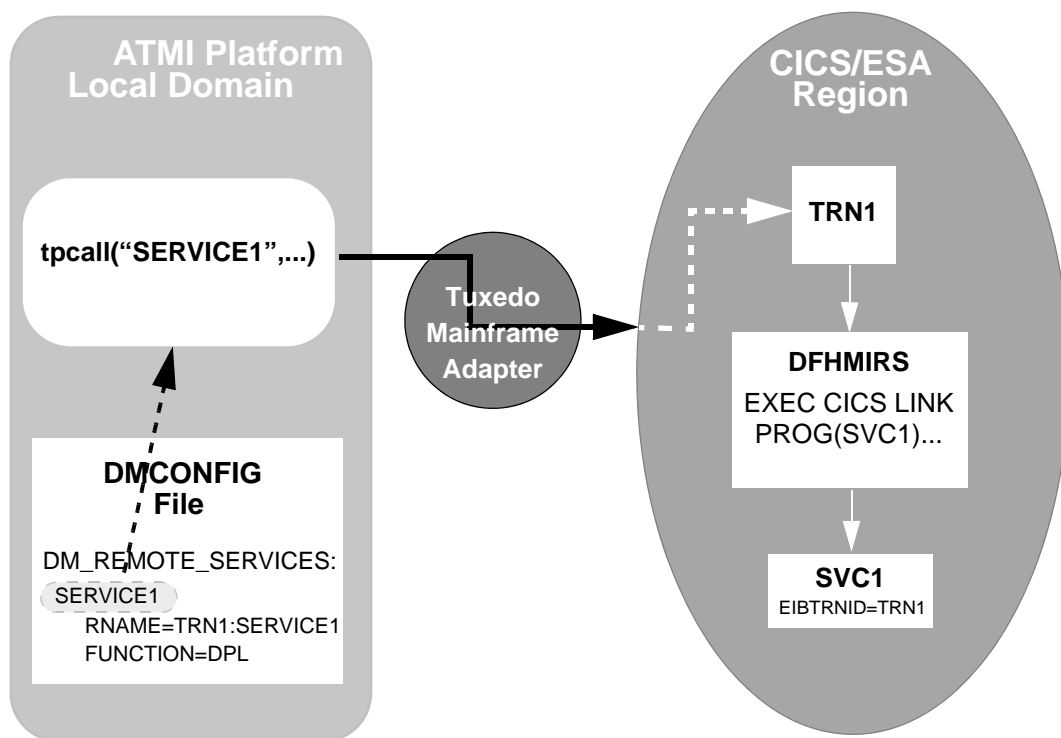 ATMI Platform
Local Domain
tpcall(“SERVICE1”,...)
DMCONFIG
File
DM_REMOTE_SERVICES:
SERVICE1
RNAME=TRN1:SERVICE1
FUNCTION=DPL
Tuxedo
Mainframe
Adapter
CICS/ESA
Region
TRN1
DFHMIRS
EXEC CICS LINK
PROG(SVC1)...
SVC1
EIBTRNID=TRN1